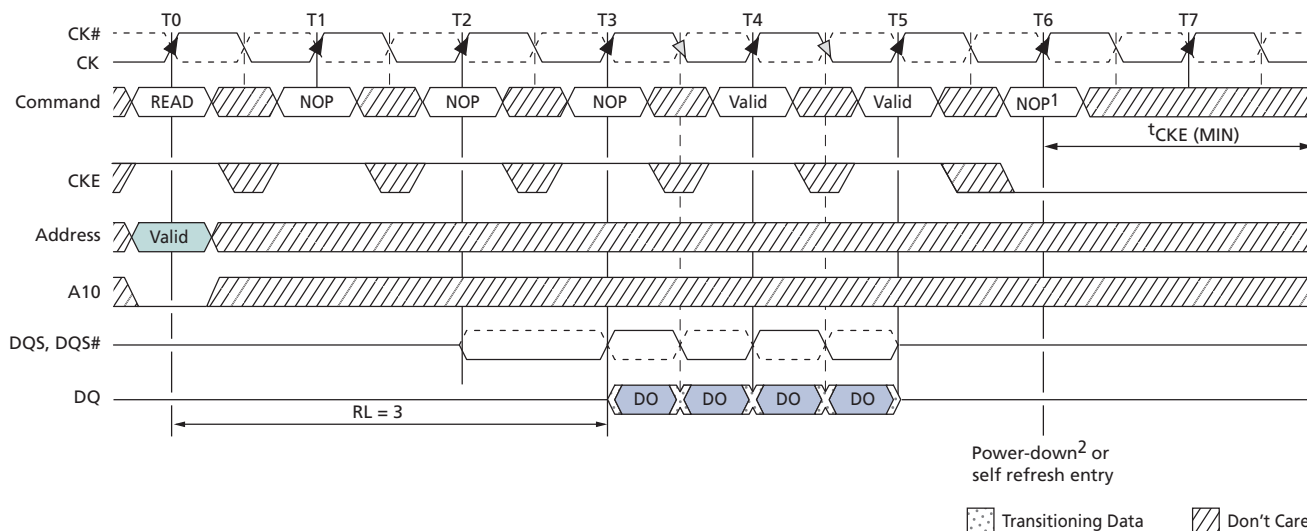 T0 T1 T2 T3 T4 T5 T6 T7
CK#
CK
Command READ NOP NOP NOP Valid Valid NOP1
tCKE (MIN)
CKE
Address Valid
A10
DQS, DQS#
DQ DO DO DO DO
RL = 3
Power-down2 or
self refresh entry
Transitioning Data Don't Care